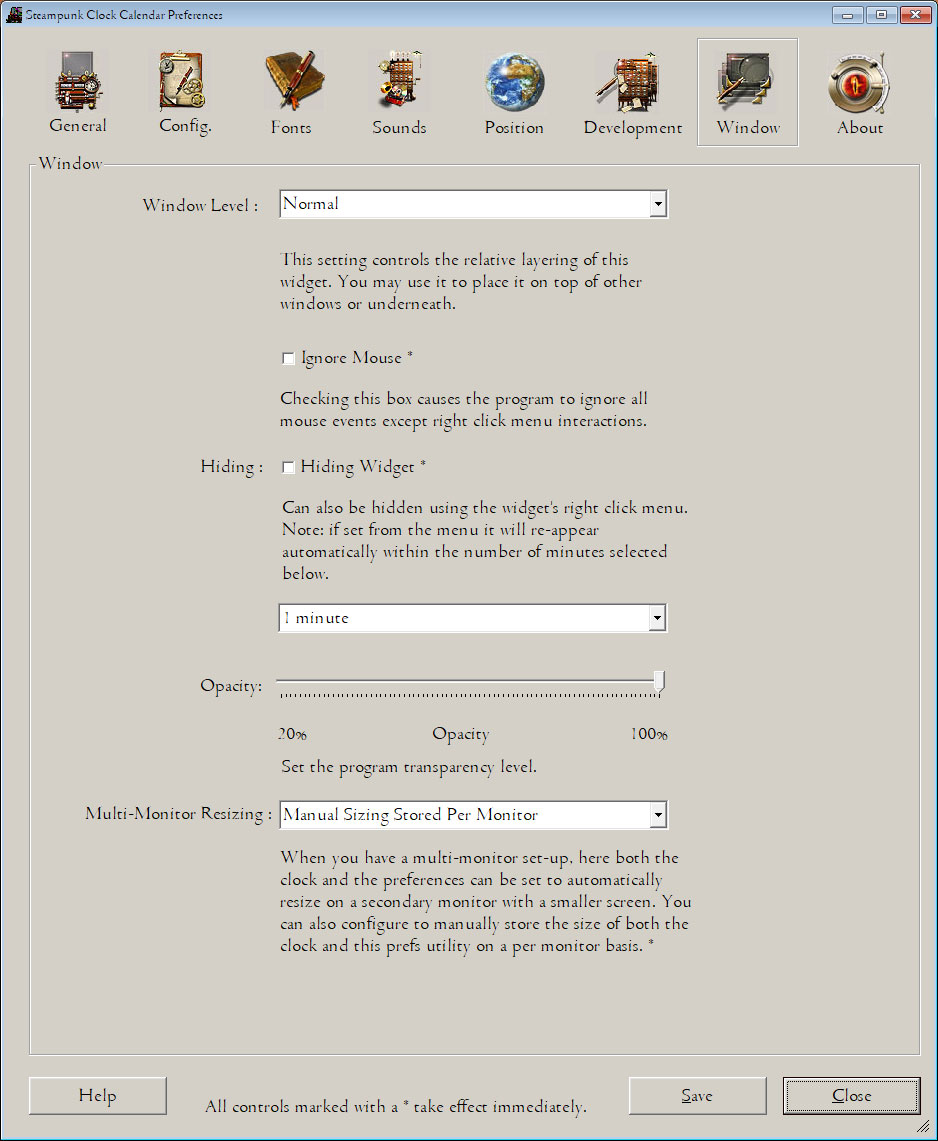 Steampunk Clock Calendar Preferences
General
Config.
Fonts
Sounds
Position
Development
Window
About
Window
Window Level :
Normal
This setting controls the relative layering of this
widget. You may use it to place it on top of other
windows or underneath.
Ignore Mouse *
Checking this box causes the program to ignore all
mouse events except right click menu interactions.
Hiding :
Hiding Widget *
Can also be hidden using the widget's right click menu.
Note: if set from the menu it will re-appear
automatically within the number of minutes selected
below.
1 minute
Opacity:
20%
Opacity
100%
Set the program transparency level.
Multi-Monitor Resizing :
Manual Sizing Stored Per Monitor
When you have a multi-monitor set-up, here both the
clock and the preferences can be set to automatically
resize on a secondary monitor with a smaller screen. You
can also configure to manually store the size of both the
clock and this prefs utility on a per monitor basis. *
Help
All controls marked with a * take effect immediately.
Save
Close